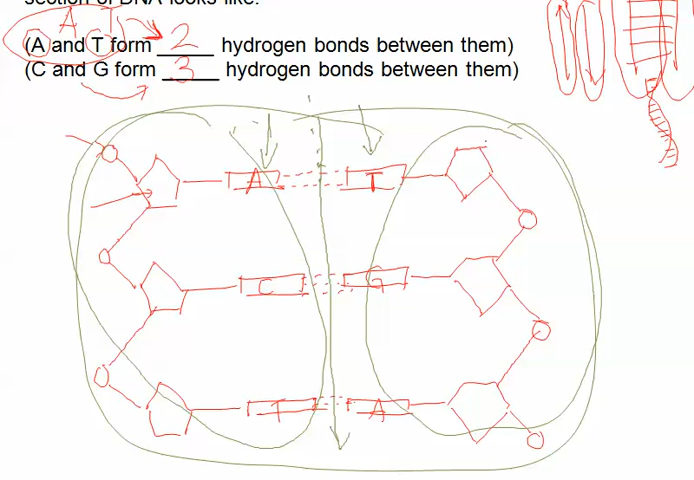 section of DNA looks like:
A T
(A and T form 2 hydrogen bonds between them)
(C and G form 3 hydrogen bonds between them)
A T
C G
T A